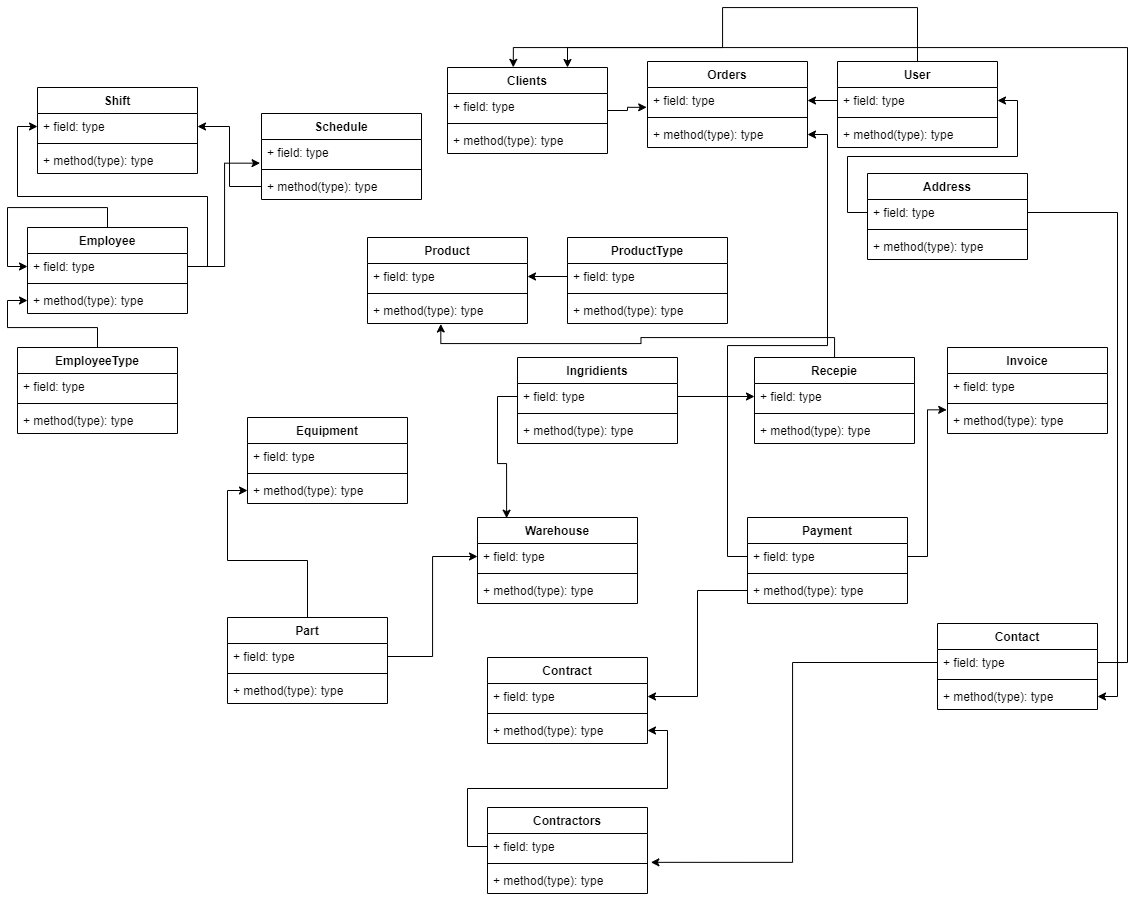 Clients
+ field: type
+ method(type): type
Orders
+ field: type
+ method(type): type
User
+ field: type
+ method(type): type
Shift
+ field: type
+ method(type): type
Schedule
+ field: type
+ method(type): type
Address
+ field: type
+ method(type): type
Employee
+ field: type
+ method(type): type
Product
+ field: type
+ method(type): type
ProductType
+ field: type
+ method(type): type
EmployeeType
+ field: type
+ method(type): type
Ingridients
+ field: type
+ method(type): type
Recepie
+ field: type
+ method(type): type
Invoice
+ field: type
+ method(type): type
Equipment
+ field: type
+ method(type): type
Warehouse
+ field: type
+ method(type): type
Payment
+ field: type
+ method(type): type
Part
+ field: type
+ method(type): type
Contact
+ field: type
+ method(type): type
Contract
+ field: type
+ method(type): type
Contractors
+ field: type
+ method(type): type